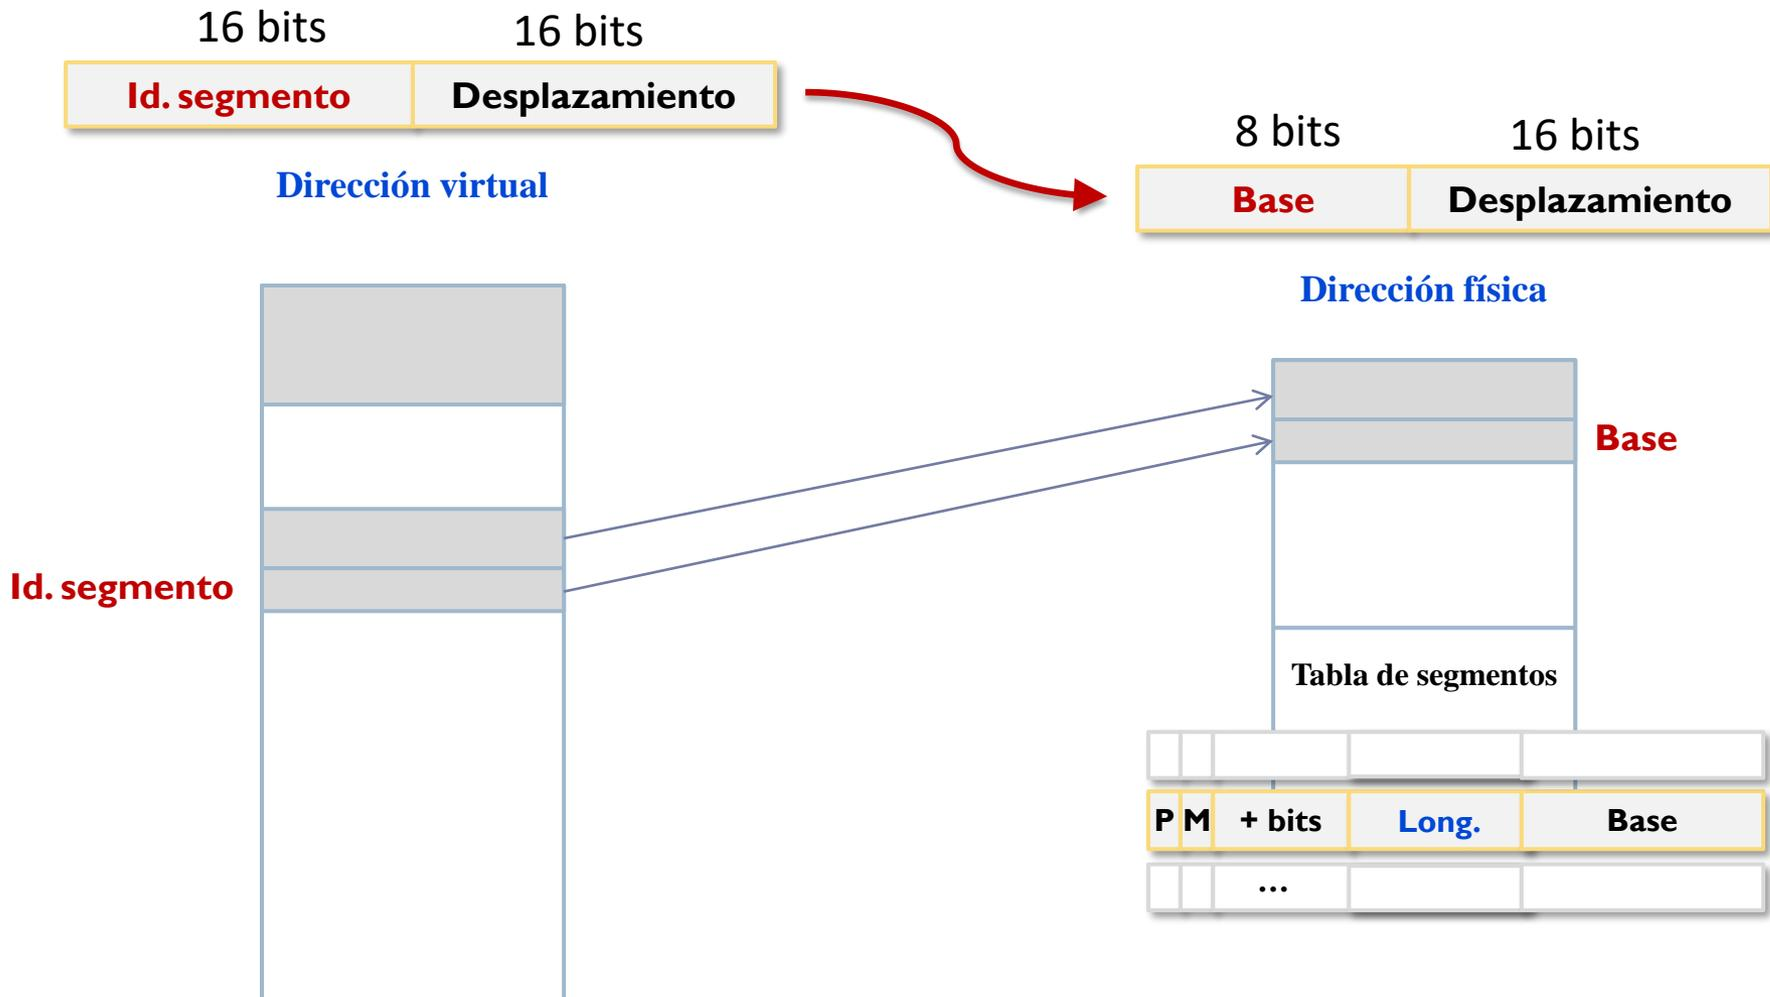 16 bits 16 bits
Id. segmento Desplazamiento
Dirección virtual
8 bits 16 bits
Base Desplazamiento
Dirección física
Base
Id. segmento
Tabla de segmentos
P M + bits Long. Base
...